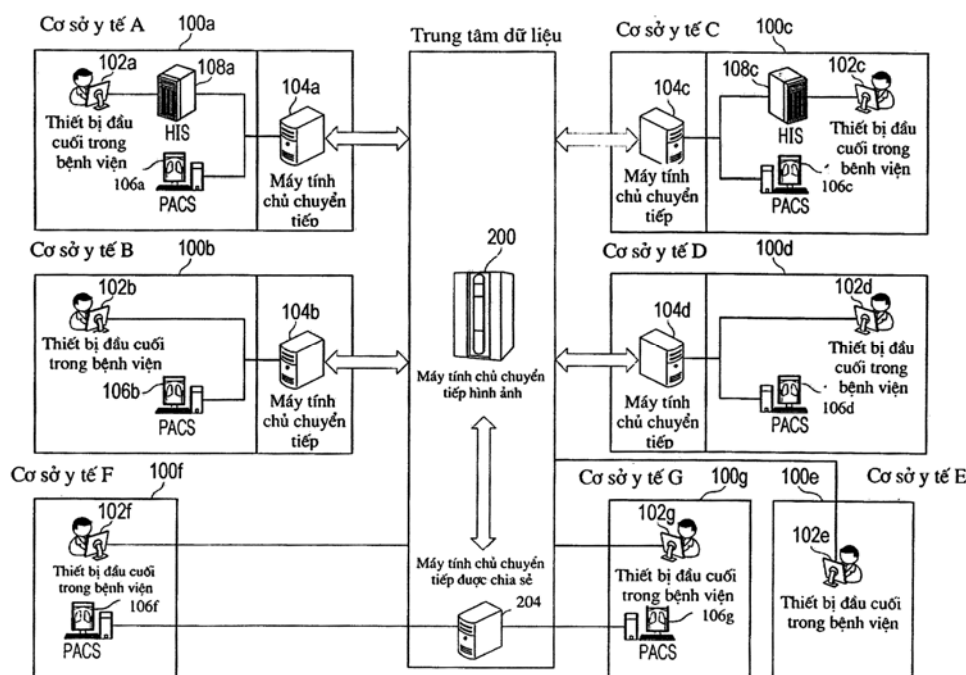 Cơ sở y tế A
100a
102a
108a
Thiết bị đầu
cuối trong
bệnh viện
HIS
106a
PACS
104a
Máy tính
chủ chuyển
tiếp
Trung tâm dữ liệu
Cơ sở y tế C
100c
104c
108c
102c
HIS
Thiết bị đầu
cuối trong
bệnh viện
106c
PACS
Máy tính
chủ chuyển
tiếp
Cơ sở y tế B
100b
102b
Thiết bị đầu cuối
trong bệnh viện
106b
PACS
104b
Máy tính
chủ chuyển
tiếp
200
Máy tính chủ chuyển
tiếp hình ảnh
Cơ sở y tế D
100d
104d
102d
Thiết bị đầu
cuối trong
bệnh viện
106d
PACS
Máy tính
chủ chuyển
tiếp
Cơ sở y tế F
100f
102f
Thiết bị đầu cuối
trong bệnh viện
106f
PACS
Máy tính chủ chuyển
tiếp được chia sẻ
204
Cơ sở y tế G
100g
102g
Thiết bị đầu
cuối trong
bệnh viện
106g
PACS
100e
Cơ sở y tế E
102e
Thiết bị đầu cuối
trong bệnh viện